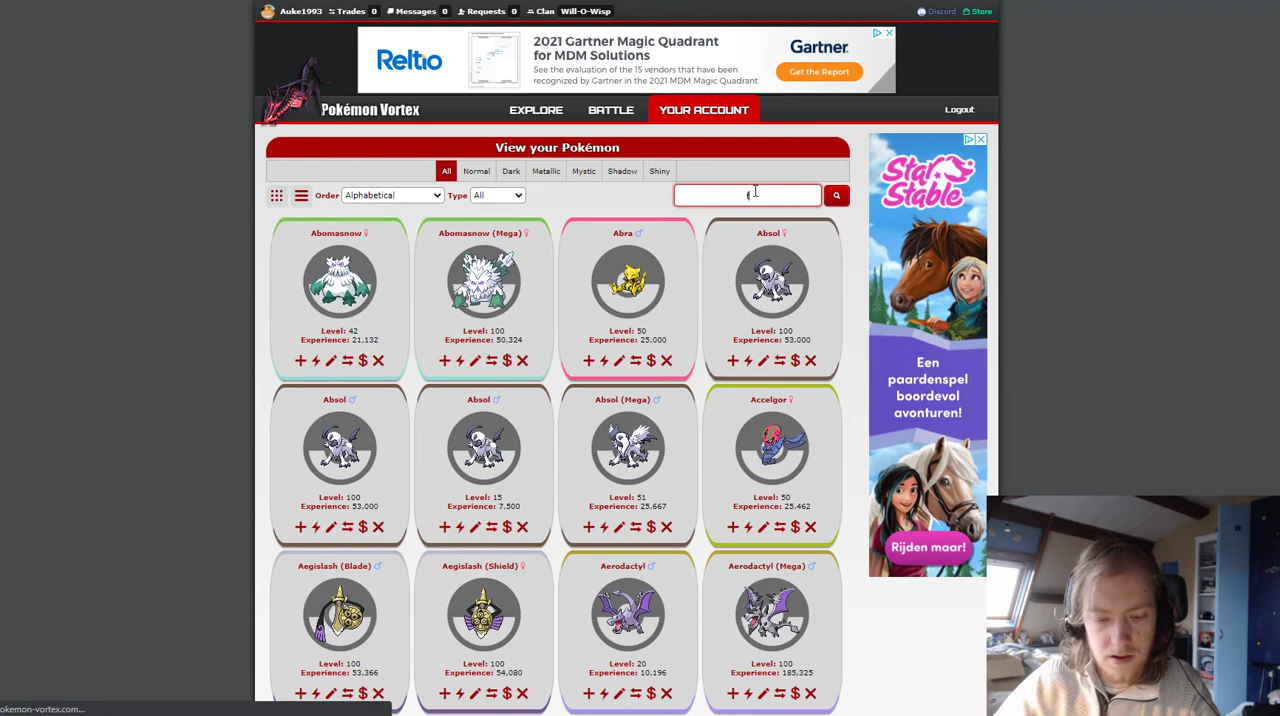 Auke1993 Trades 0 Messages 0 Requests 0 Clan Will-O-Wisp Discord Store
Reltio
2021 Gartner Magic Quadrant
for MDM Solutions
See the evaluation of the 15 vendors that have been
recognized by Gartner in the 2021 MDM Magic Quadrant.
Gartner
Get the Report
Pokémon Vortex EXPLORE BATTLE YOUR ACCOUNT Logout
View your Pokémon
All Normal Dark Metallic Mystic Shadow Shiny
Order Alphabetical Type All
Abomasnow ♀ Abomasnow (Mega) ♀ Abra ♂ Absol ♀
Level: 42 Level: 100 Level: 50 Level: 100
Experience: 21,132 Experience: 50,324 Experience: 25,000 Experience: 53,000
Absol ♂ Absol ♂ Absol (Mega) ♂ Accelgor ♀
Level: 100 Level: 15 Level: 51 Level: 50
Experience: 53,000 Experience: 7,500 Experience: 25,667 Experience: 25,462
Aegislash (Blade) ♂ Aegislash (Shield) ♀ Aerodactyl ♂ Aerodactyl (Mega) ♂
Level: 100 Level: 100 Level: 20 Level: 100
Experience: 53,366 Experience: 54,080 Experience: 10,196 Experience: 185,325
Star
Stable
Een
paardenspel
boordevol
avonturen!
Rijden maar!
okemon-vortex.com...